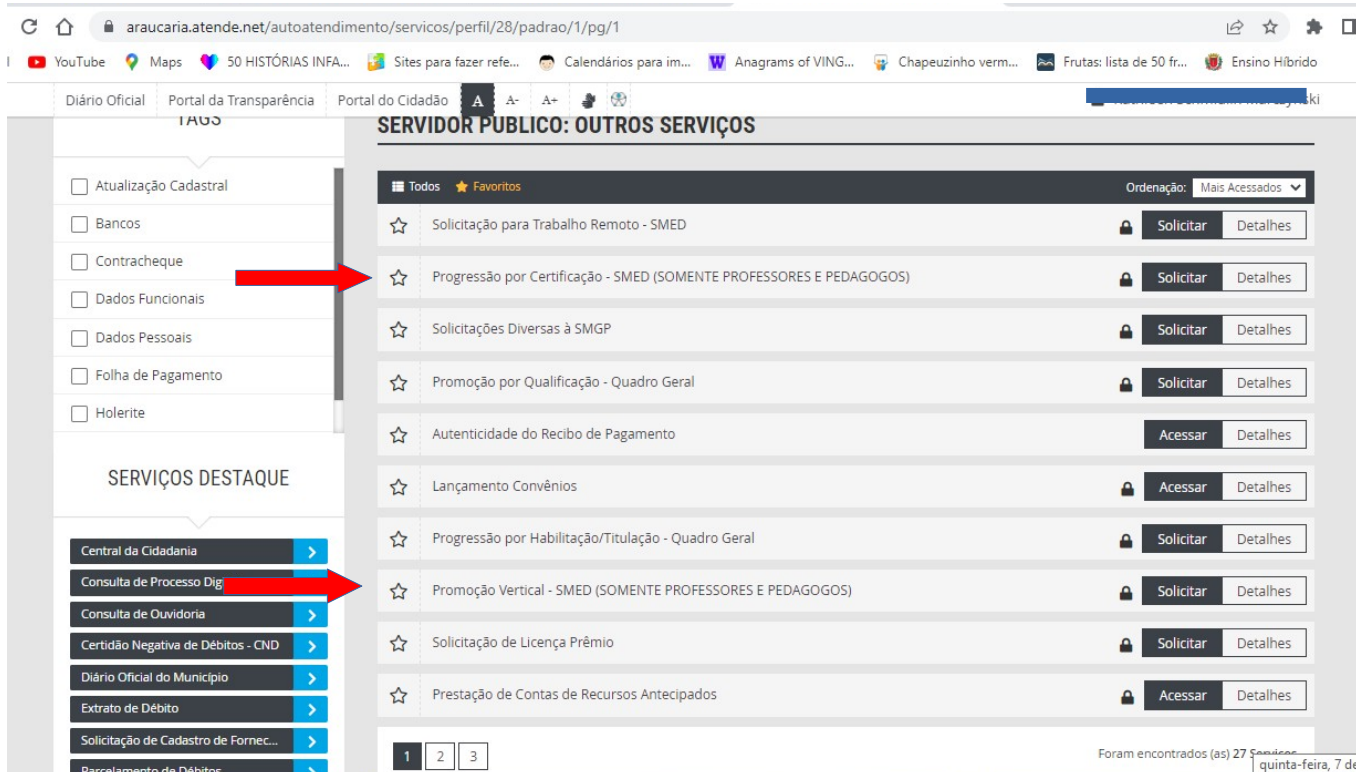 araucaria.atende.net/autoatendimento/servicos/perfil/28/padrao/1/pg/1
YouTube Maps 50 HISTÓRIAS INFA... Sites para fazer refe... Calendários para im... W Anagrams of VING... Chapeuzinho verm... Frutas: lista de 50 fr... Ensino Híbrido
Diário Oficial Portal da Transparência Portal do Cidadão A A- A+
TAGS
Atualização Cadastral
Bancos
Contracheque
Dados Funcionais
Dados Pessoais
Folha de Pagamento
Holerite
SERVIÇOS DESTAQUE
Central da Cidadania
Consulta de Processo Dig
Consulta de Ouvidoria
Certidão Negativa de Débitos - CND
Diário Oficial do Município
Extrato de Débito
Solicitação de Cadastro de Fornec...
Parcelamento de Débitos
SERVIDOR PÚBLICO: OUTROS SERVIÇOS
Todos Favoritos Ordenação: Mais Acessados
Solicitação para Trabalho Remoto - SMED Solicitar Detalhes
Progressão por Certificação - SMED (SOMENTE PROFESSORES E PEDAGOGOS) Solicitar Detalhes
Solicitações Diversas à SMGP Solicitar Detalhes
Promoção por Qualificação - Quadro Geral Solicitar Detalhes
Autenticidade do Recibo de Pagamento Acessar Detalhes
Lançamento Convênios Acessar Detalhes
Progressão por Habilitação/Titulação - Quadro Geral Solicitar Detalhes
Promoção Vertical - SMED (SOMENTE PROFESSORES E PEDAGOGOS) Solicitar Detalhes
Solicitação de Licença Prêmio Solicitar Detalhes
Prestação de Contas de Recursos Antecipados Acessar Detalhes
1 2 3 Foram encontrados (as) 27 Serviços
quinta-feira, 7 de